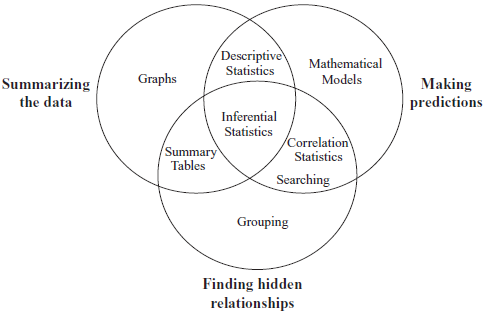 Descriptive
Statistics
Mathematical
Models
Graphs
Summarizing
the data
Making
predictions
Inferential
Statistics
Correlation
Statistics
Summary
Tables
Searching
Grouping
Finding hidden
relationships